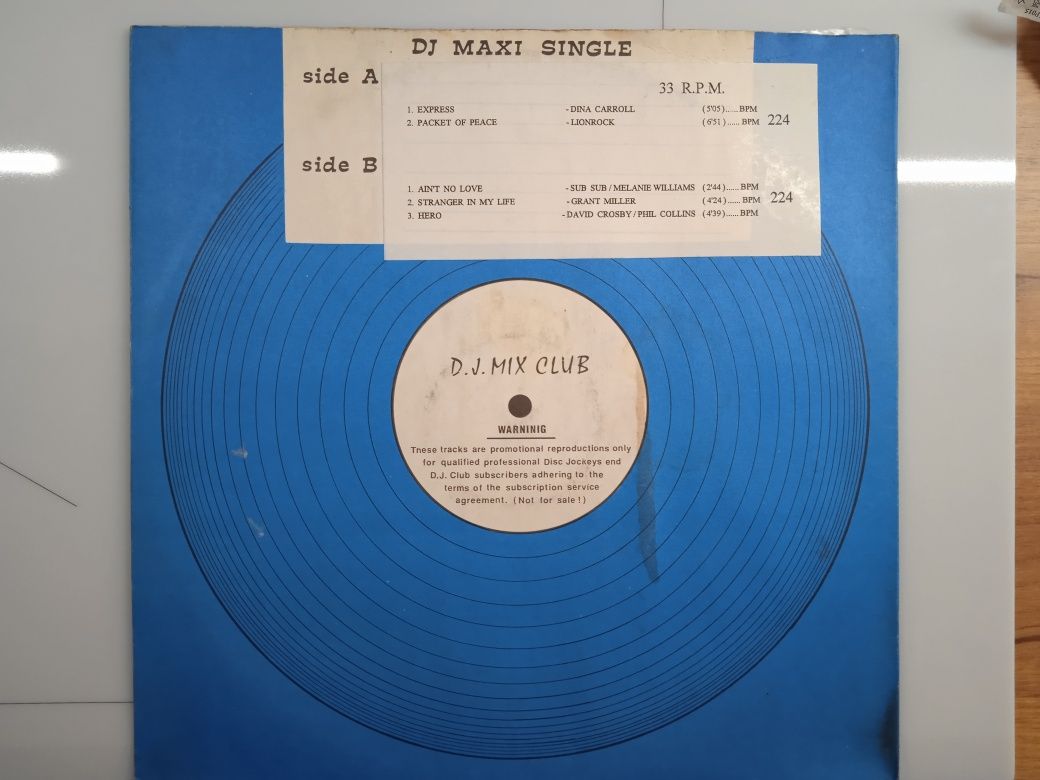 DJ MAXI SINGLE
side A
33 R.P.M.
1. EXPRESS - DINA CARROLL (5'05)......BPM
2. PACKET OF PEACE - LIONROCK (6'51)......BPM 224
side B
1. AIN'T NO LOVE - SUB SUB / MELANIE WILLIAMS (2'44)......BPM
2. STRANGER IN MY LIFE - GRANT MILLER (4'24)......BPM 224
3. HERO - DAVID CROSBY / PHIL COLLINS (4'39)......BPM
D.J. MIX CLUB
WARNINIG
These tracks are promotional reproductions only
for qualified professional Disc Jockeys end
D.J. Club subscribers adhering to the
terms of the subscription service
agreement. (Not for sale!)